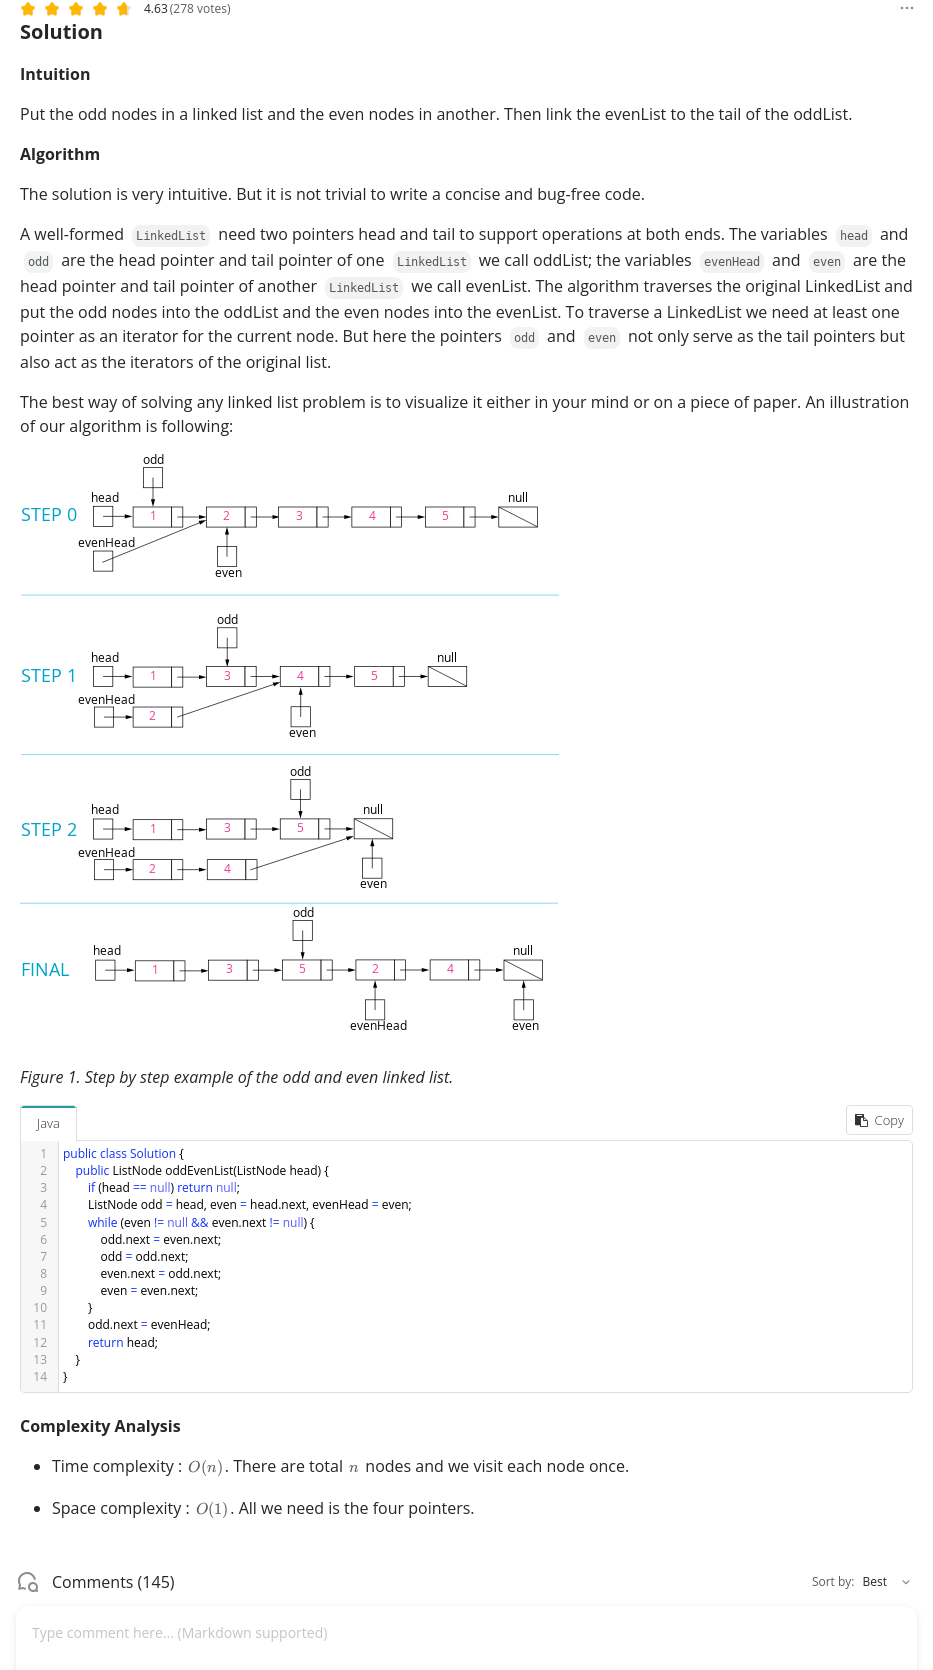 4.63 (278 votes)
Solution
Intuition
Put the odd nodes in a linked list and the even nodes in another. Then link the evenList to the tail of the oddList.
Algorithm
The solution is very intuitive. But it is not trivial to write a concise and bug-free code.
A well-formed LinkedList need two pointers head and tail to support operations at both ends. The variables head and
odd are the head pointer and tail pointer of one LinkedList we call oddList; the variables evenHead and even are the
head pointer and tail pointer of another LinkedList we call evenList. The algorithm traverses the original LinkedList and
put the odd nodes into the oddList and the even nodes into the evenList. To traverse a LinkedList we need at least one
pointer as an iterator for the current node. But here the pointers odd and even not only serve as the tail pointers but
also act as the iterators of the original list.
The best way of solving any linked list problem is to visualize it either in your mind or on a piece of paper. An illustration
of our algorithm is following:
odd
head null
STEP 0 1 2 3 4 5
evenHead
even
odd
head null
STEP 1 1 3 4 5
evenHead
2
even
odd
head null
STEP 2 1 3 5
evenHead
2 4
even
odd
head null
FINAL 1 3 5 2 4
evenHead even
Figure 1. Step by step example of the odd and even linked list.
Java Copy
1 public class Solution {
2 public ListNode oddEvenList(ListNode head) {
3 if (head == null) return null;
4 ListNode odd = head, even = head.next, evenHead = even;
5 while (even != null && even.next != null) {
6 odd.next = even.next;
7 odd = odd.next;
8 even.next = odd.next;
9 even = even.next;
10 }
11 odd.next = evenHead;
12 return head;
13 }
14 }
Complexity Analysis
• Time complexity : O(n). There are total n nodes and we visit each node once.
• Space complexity : O(1). All we need is the four pointers.
Comments (145) Sort by: Best
Type comment here... (Markdown supported)